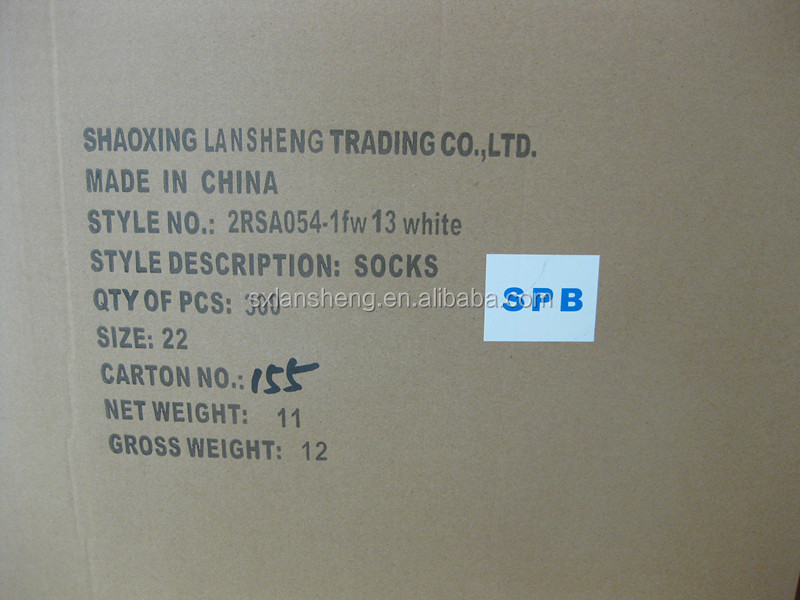 SHAOXING LANSHENG TRADING CO.,LTD.
MADE IN CHINA
STYLE NO.: 2RSA054-1fw 13 white
STYLE DESCRIPTION: SOCKS
QTY OF PCS: 300
sxlansheng.en.alibaba.com
SPB
SIZE: 22
CARTON NO.: 155
NET WEIGHT: 11
GROSS WEIGHT: 12